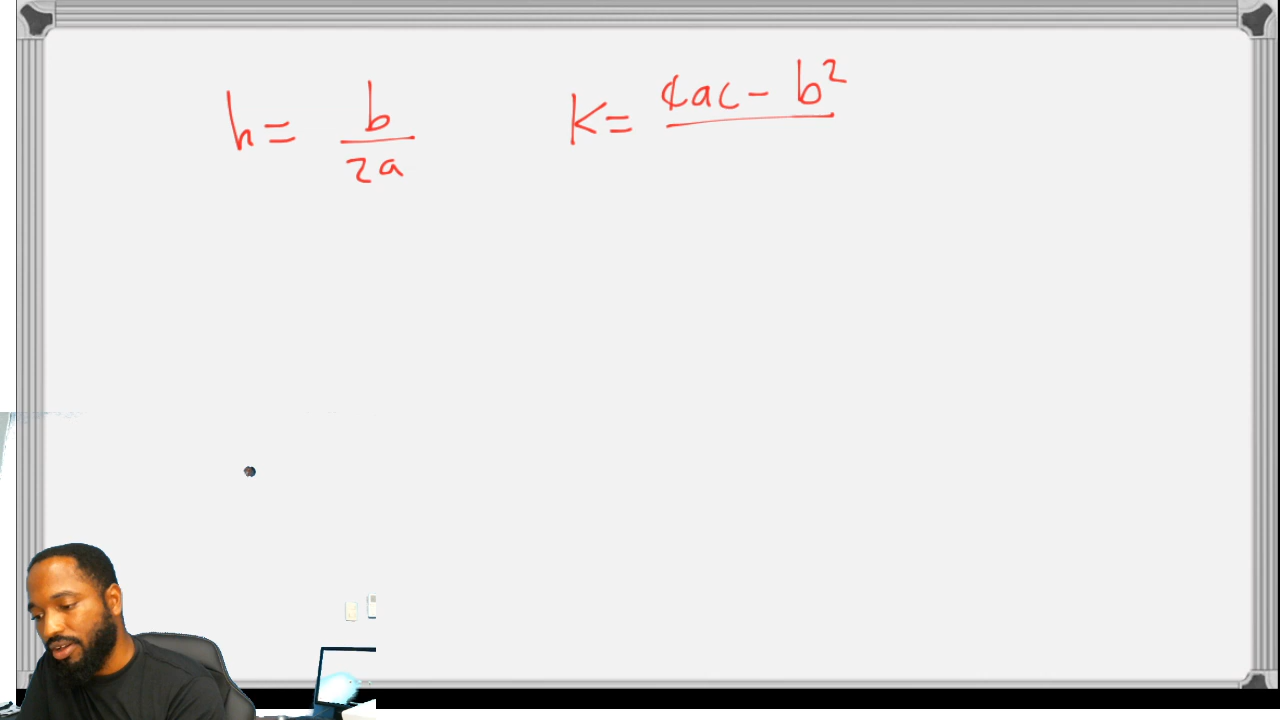 h = b/2a    K = 4ac - b²/